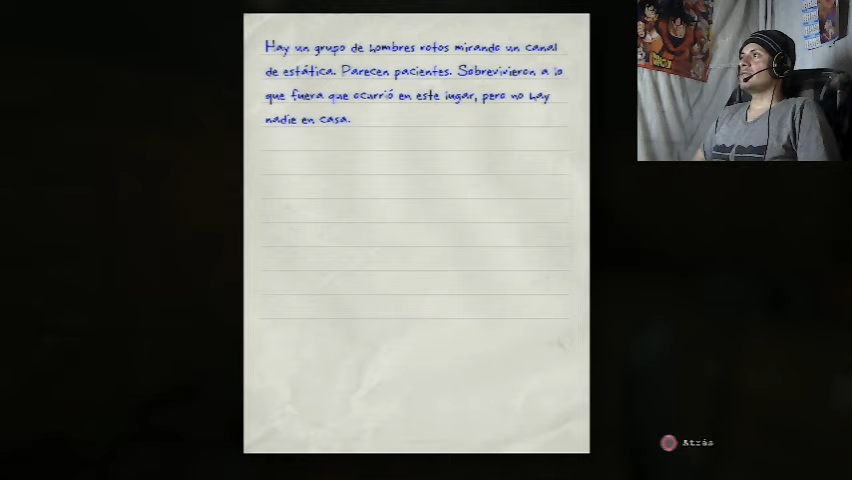 Hay un grupo de hombres rotos mirando un canal
de estática. Parecen pacientes. Sobrevivieron a lo
que fuera que ocurrió en este lugar, pero no hay
nadie en casa.
Atrás